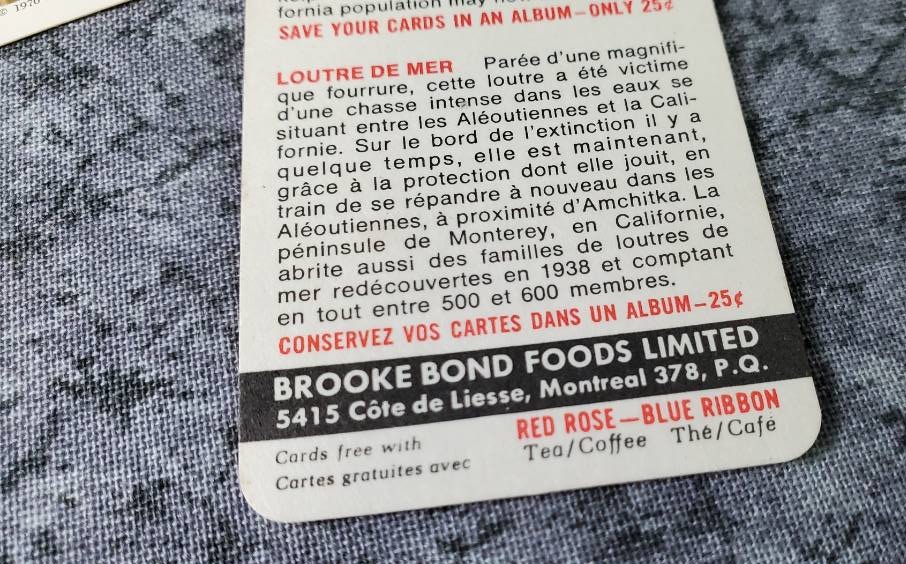 © 1970
fornia population may now
SAVE YOUR CARDS IN AN ALBUM–ONLY 25¢
LOUTRE DE MER Parée d'une magnifi-
que fourrure, cette loutre a été victime
d'une chasse intense dans les eaux se
situant entre les Aléoutiennes et la Cali-
fornie. Sur le bord de l'extinction il y a
quelque temps, elle est maintenant,
grâce à la protection dont elle jouit, en
train de se répandre à nouveau dans les
Aléoutiennes, à proximité d'Amchitka. La
péninsule de Monterey, en Californie,
abrite aussi des familles de loutres de
mer redécouvertes en 1938 et comptant
en tout entre 500 et 600 membres.
CONSERVEZ VOS CARTES DANS UN ALBUM–25¢
BROOKE BOND FOODS LIMITED
5415 Côte de Liesse, Montreal 378, P.Q.
Cards free with RED ROSE—BLUE RIBBON
Cartes gratuites avec Tea/Coffee Thé/Café